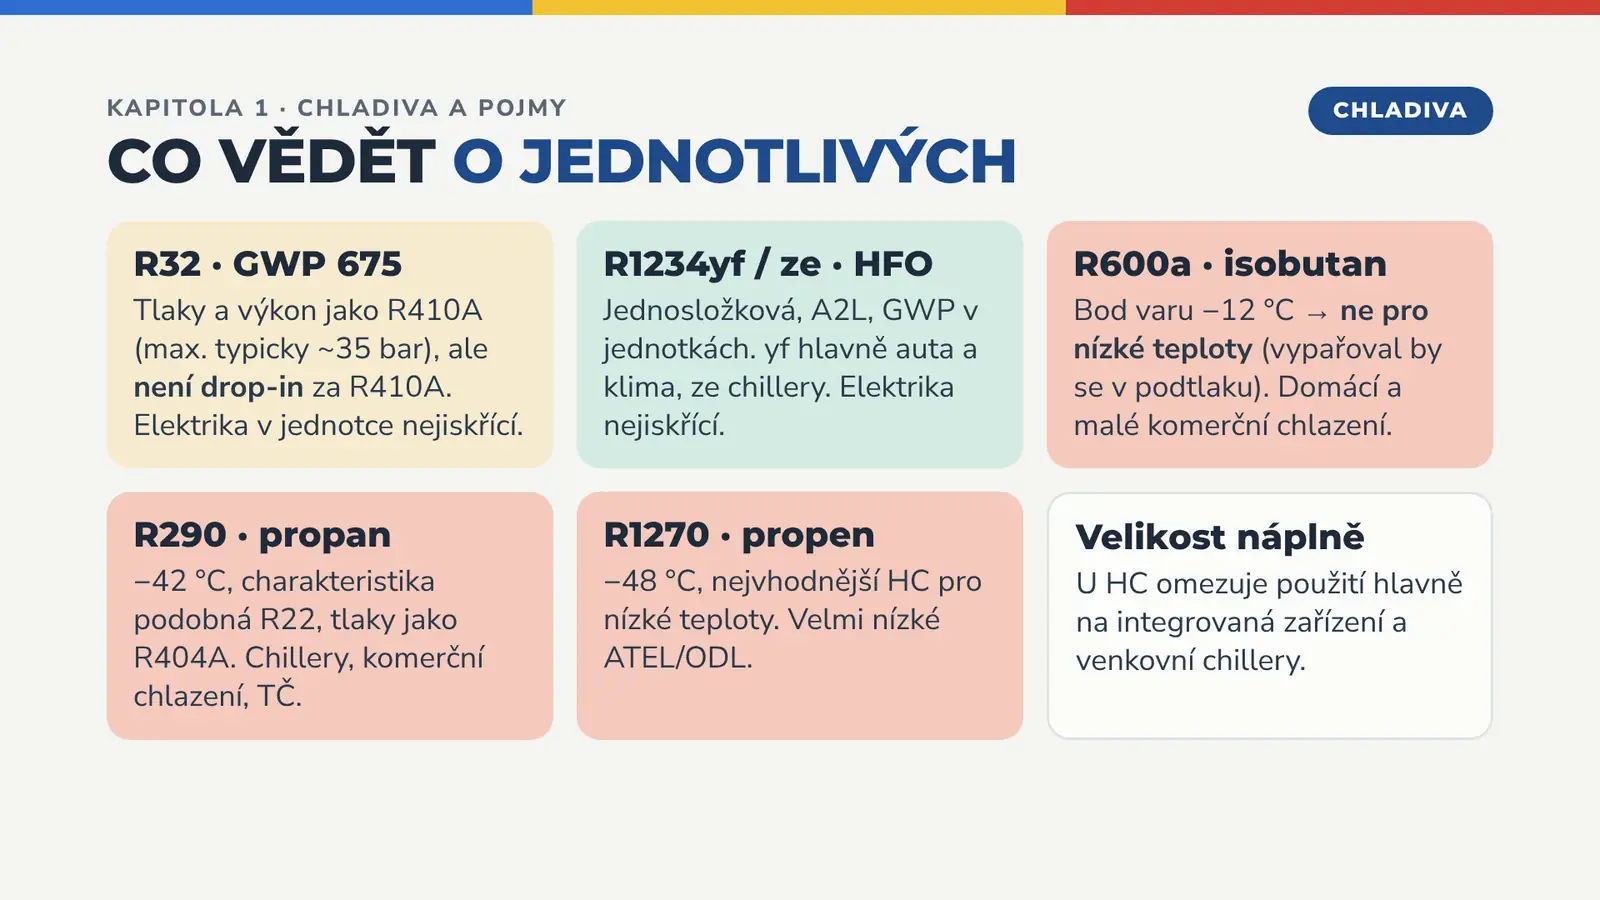 KAPITOLA 1 · CHLADIVA A POJMY
CHLADIVA
CO VĚDĚT O JEDNOTLIVÝCH
R32 · GWP 675
Tlaky a výkon jako R410A
(max. typicky ~35 bar), ale
není drop-in za R410A.
Elektrika v jednotce nejiskřící.
R1234yf / ze · HFO
Jednosložková, A2L, GWP v
jednotkách. yf hlavně auta a
klima, ze chillery. Elektrika
nejiskřící.
R600a · isobutan
Bod varu −12 °C → ne pro
nízké teploty (vypařoval by
se v podtlaku). Domácí a
malé komerční chlazení.
R290 · propan
−42 °C, charakteristika
podobná R22, tlaky jako
R404A. Chillery, komerční
chlazení, TČ.
R1270 · propen
−48 °C, nejvhodnější HC pro
nízké teploty. Velmi nízké
ATEL/ODL.
Velikost náplně
U HC omezuje použití hlavně
na integrovaná zařízení a
venkovní chillery.